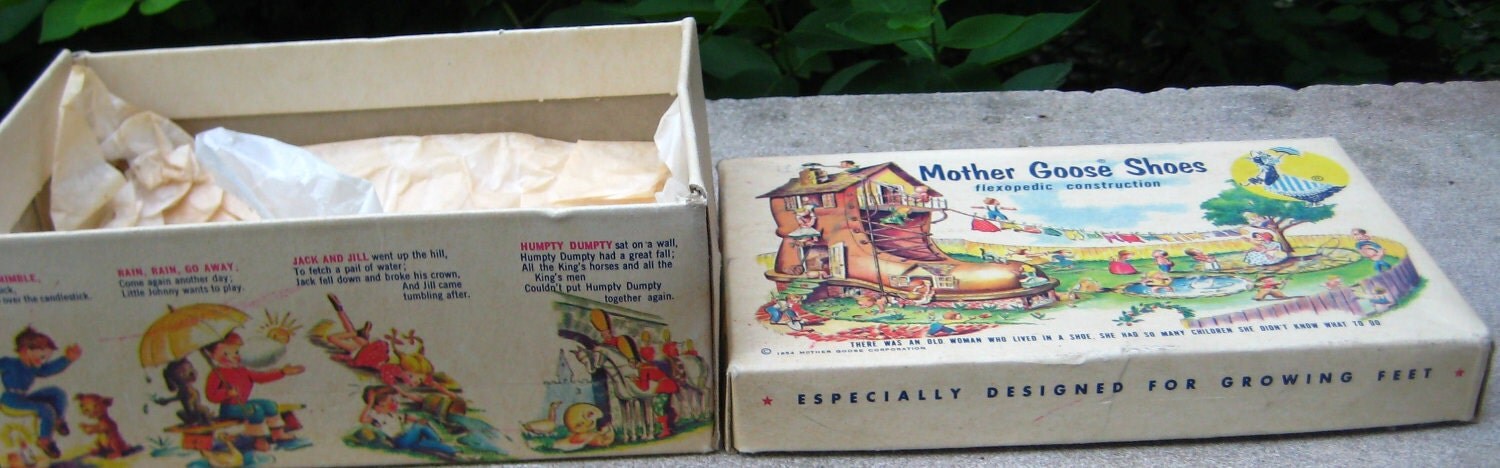 NIMBLE,
over the candlestick.
RAIN, RAIN, GO AWAY;
Come again another day;
Little Johnny wants to play.
JACK AND JILL went up the hill,
To fetch a pail of water;
Jack fell down and broke his crown,
And Jill came
tumbling after.
HUMPTY DUMPTY sat on a wall,
Humpty Dumpty had a great fall;
All the King's horses and all the
King's men
Couldn't put Humpty Dumpty
together again.
Mother Goose® Shoes
flexopedic construction
®
THERE WAS AN OLD WOMAN WHO LIVED IN A SHOE. SHE HAD SO MANY CHILDREN SHE DIDN'T KNOW WHAT TO DO
© 1954 MOTHER GOOSE CORPORATION
★ ESPECIALLY DESIGNED FOR GROWING FEET ★